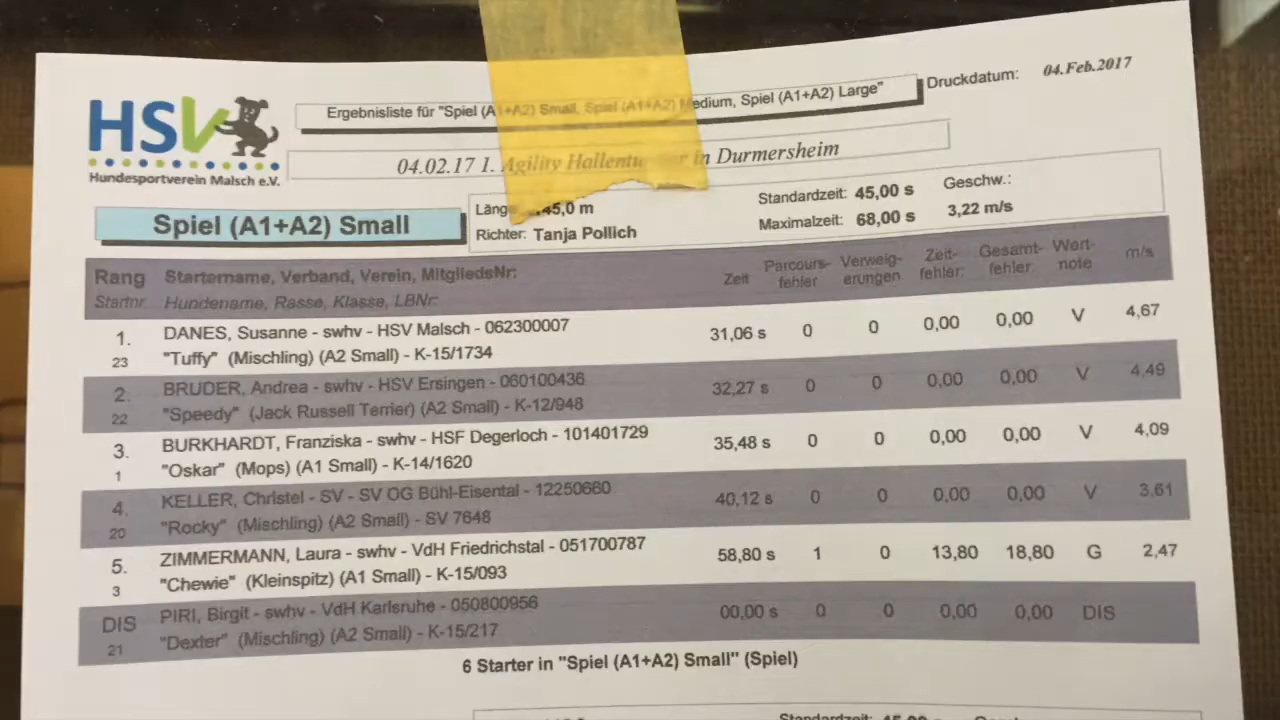 HSV
Hundesportverein Malsch e.V.
Ergebnisliste für "Spiel (A1+A2) Small, Spiel (A1+A2) Medium, Spiel (A1+A2) Large"
Druckdatum: 04.Feb.2017
04.02.17 1. Agility in Durmersheim
Spiel (A1+A2) Small
145,0 m
Richter: Tanja Pollich
Standardzeit: 45,00 s
Maximalzeit: 68,00 s
Geschw.:
3,22 m/s
Rang Startername, Verband, Verein, MitgliedsNr: Zeit Parcours-fehler Verweig-erungen Zeit-fehler: Gesamt-fehler: Wert-note m/s
Startnr Hundename, Rasse, Klasse, LBNr:
1. DANES, Susanne - swhv - HSV Malsch - 062300007 31,06 s 0 0 0,00 0,00 V 4,67
23 "Tuffy" (Mischling) (A2 Small) - K-15/1734
2. BRUDER, Andrea - swhv - HSV Ersingen - 060100436 32,27 s 0 0 0,00 0,00 V 4,49
22 "Speedy" (Jack Russell Terrier) (A2 Small) - K-12/948
3. BURKHARDT, Franziska - swhv - HSF Degerloch - 101401729 35,48 s 0 0 0,00 0,00 V 4,09
1 "Oskar" (Mops) (A1 Small) - K-14/1620
4. KELLER, Christel - SV - SV OG Bühl-Eisental - 12250680 40,12 s 0 0 0,00 0,00 V 3,61
20 "Rocky" (Mischling) (A2 Small) - SV 7648
5. ZIMMERMANN, Laura - swhv - VdH Friedrichstal - 051700787 58,80 s 1 0 13,80 18,80 G 2,47
3 "Chewie" (Kleinspitz) (A1 Small) - K-15/093
DIS PIRI, Birgit - swhv - VdH Karlsruhe - 050800956 00,00 s 0 0 0,00 0,00 DIS
21 "Dexter" (Mischling) (A2 Small) - K-15/217
6 Starter in "Spiel (A1+A2) Small" (Spiel)
Standardzeit: 45,00 s